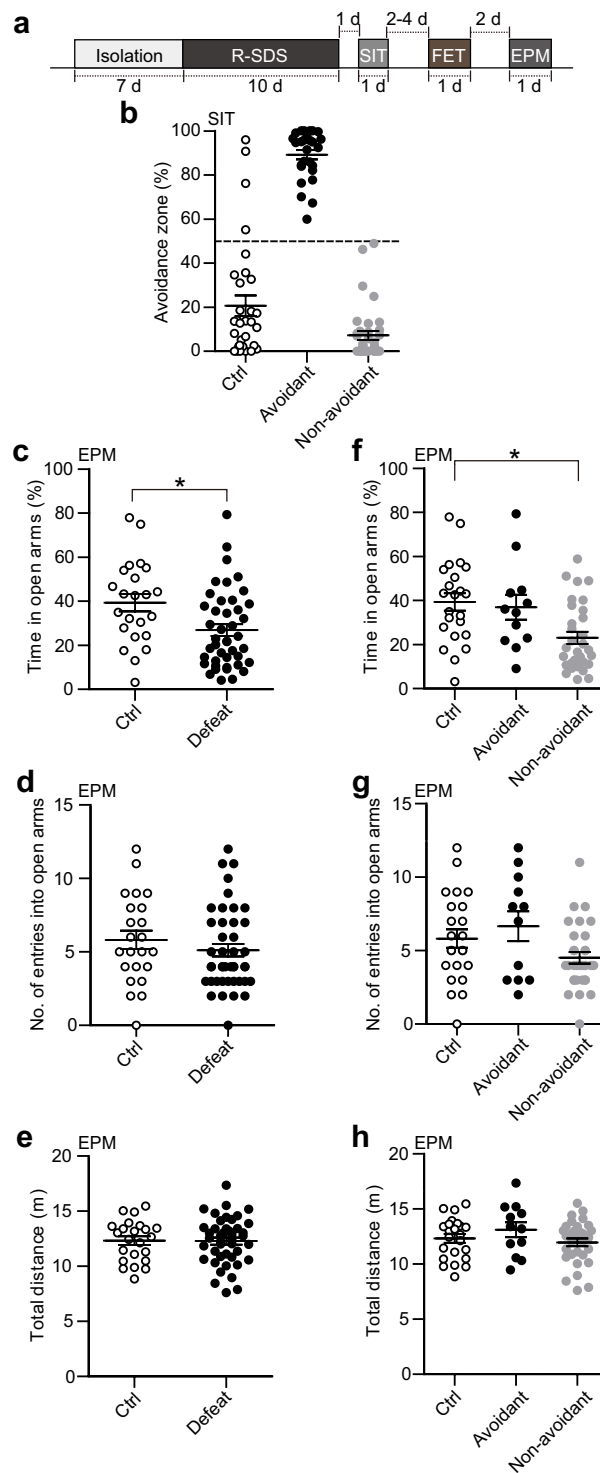 a
1 d 2-4 d 2 d
Isolation R-SDS SIT FET EPM
7 d 10 d 1 d 1 d 1 d
b
SIT
Avoidance zone (%)
100
80
60
40
20
0
Ctrl Avoidant Non-avoidant
c
EPM
Time in open arms (%)
100
80
60
40
20
0
*
Ctrl Defeat
f
EPM
Time in open arms (%)
100
80
60
40
20
0
*
Ctrl Avoidant Non-avoidant
d
EPM
No. of entries into open arms
15
10
5
0
Ctrl Defeat
g
EPM
No. of entries into open arms
15
10
5
0
Ctrl Avoidant Non-avoidant
e
EPM
Total distance (m)
20
15
10
5
0
Ctrl Defeat
h
EPM
Total distance (m)
20
15
10
5
0
Ctrl Avoidant Non-avoidant